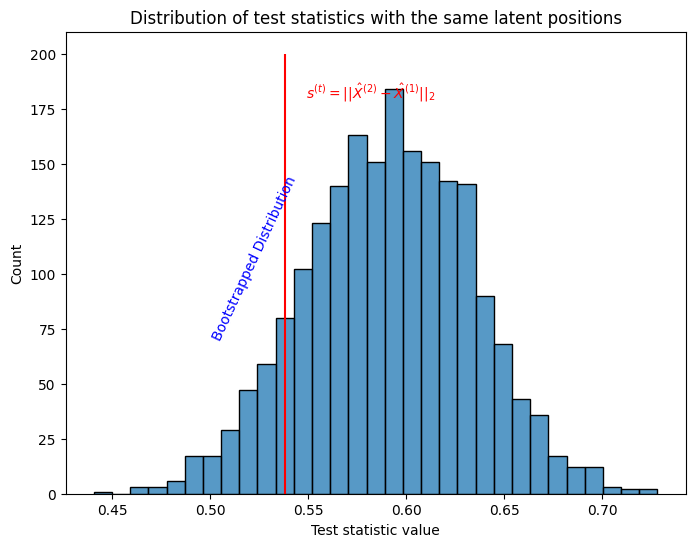 Distribution of test statistics with the same latent positions
200
175
150
125
100
75
50
25
0
Count
s^{(t)} = ||X̂^{(2)} − X̂^{(1)}||_2
Bootstrapped Distribution
0.45 0.50 0.55 0.60 0.65 0.70
Test statistic value